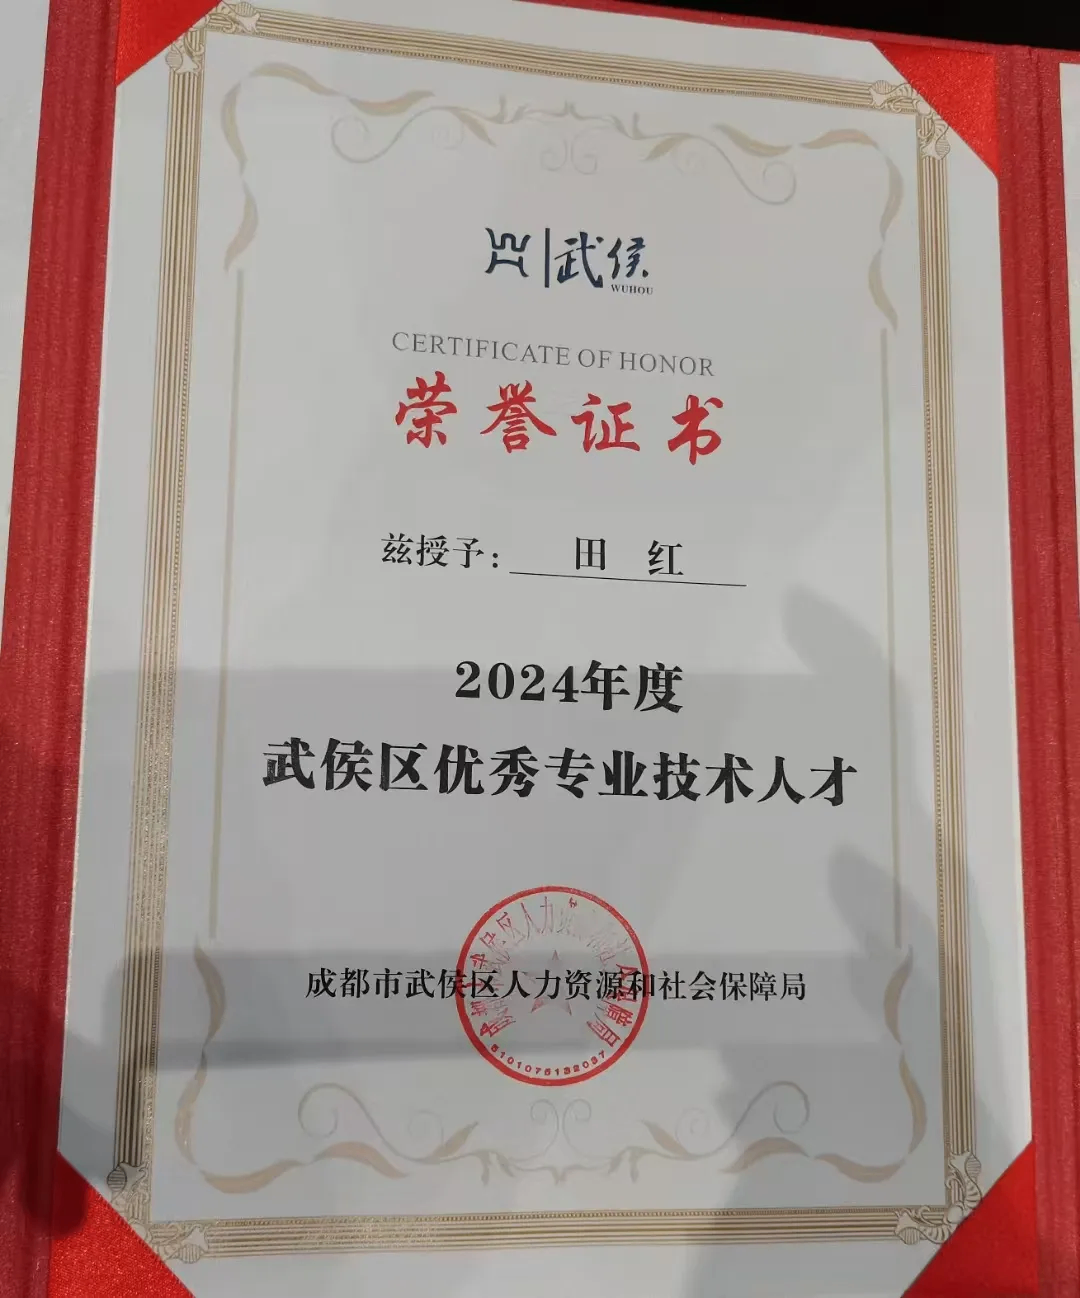 武侯
WUHOU
CERTIFICATE OF HONOR
荣誉证书
兹授予：田 红
2024年度
武侯区优秀专业技术人才
成都市武侯区人力资源和社会保障局
5101075132037